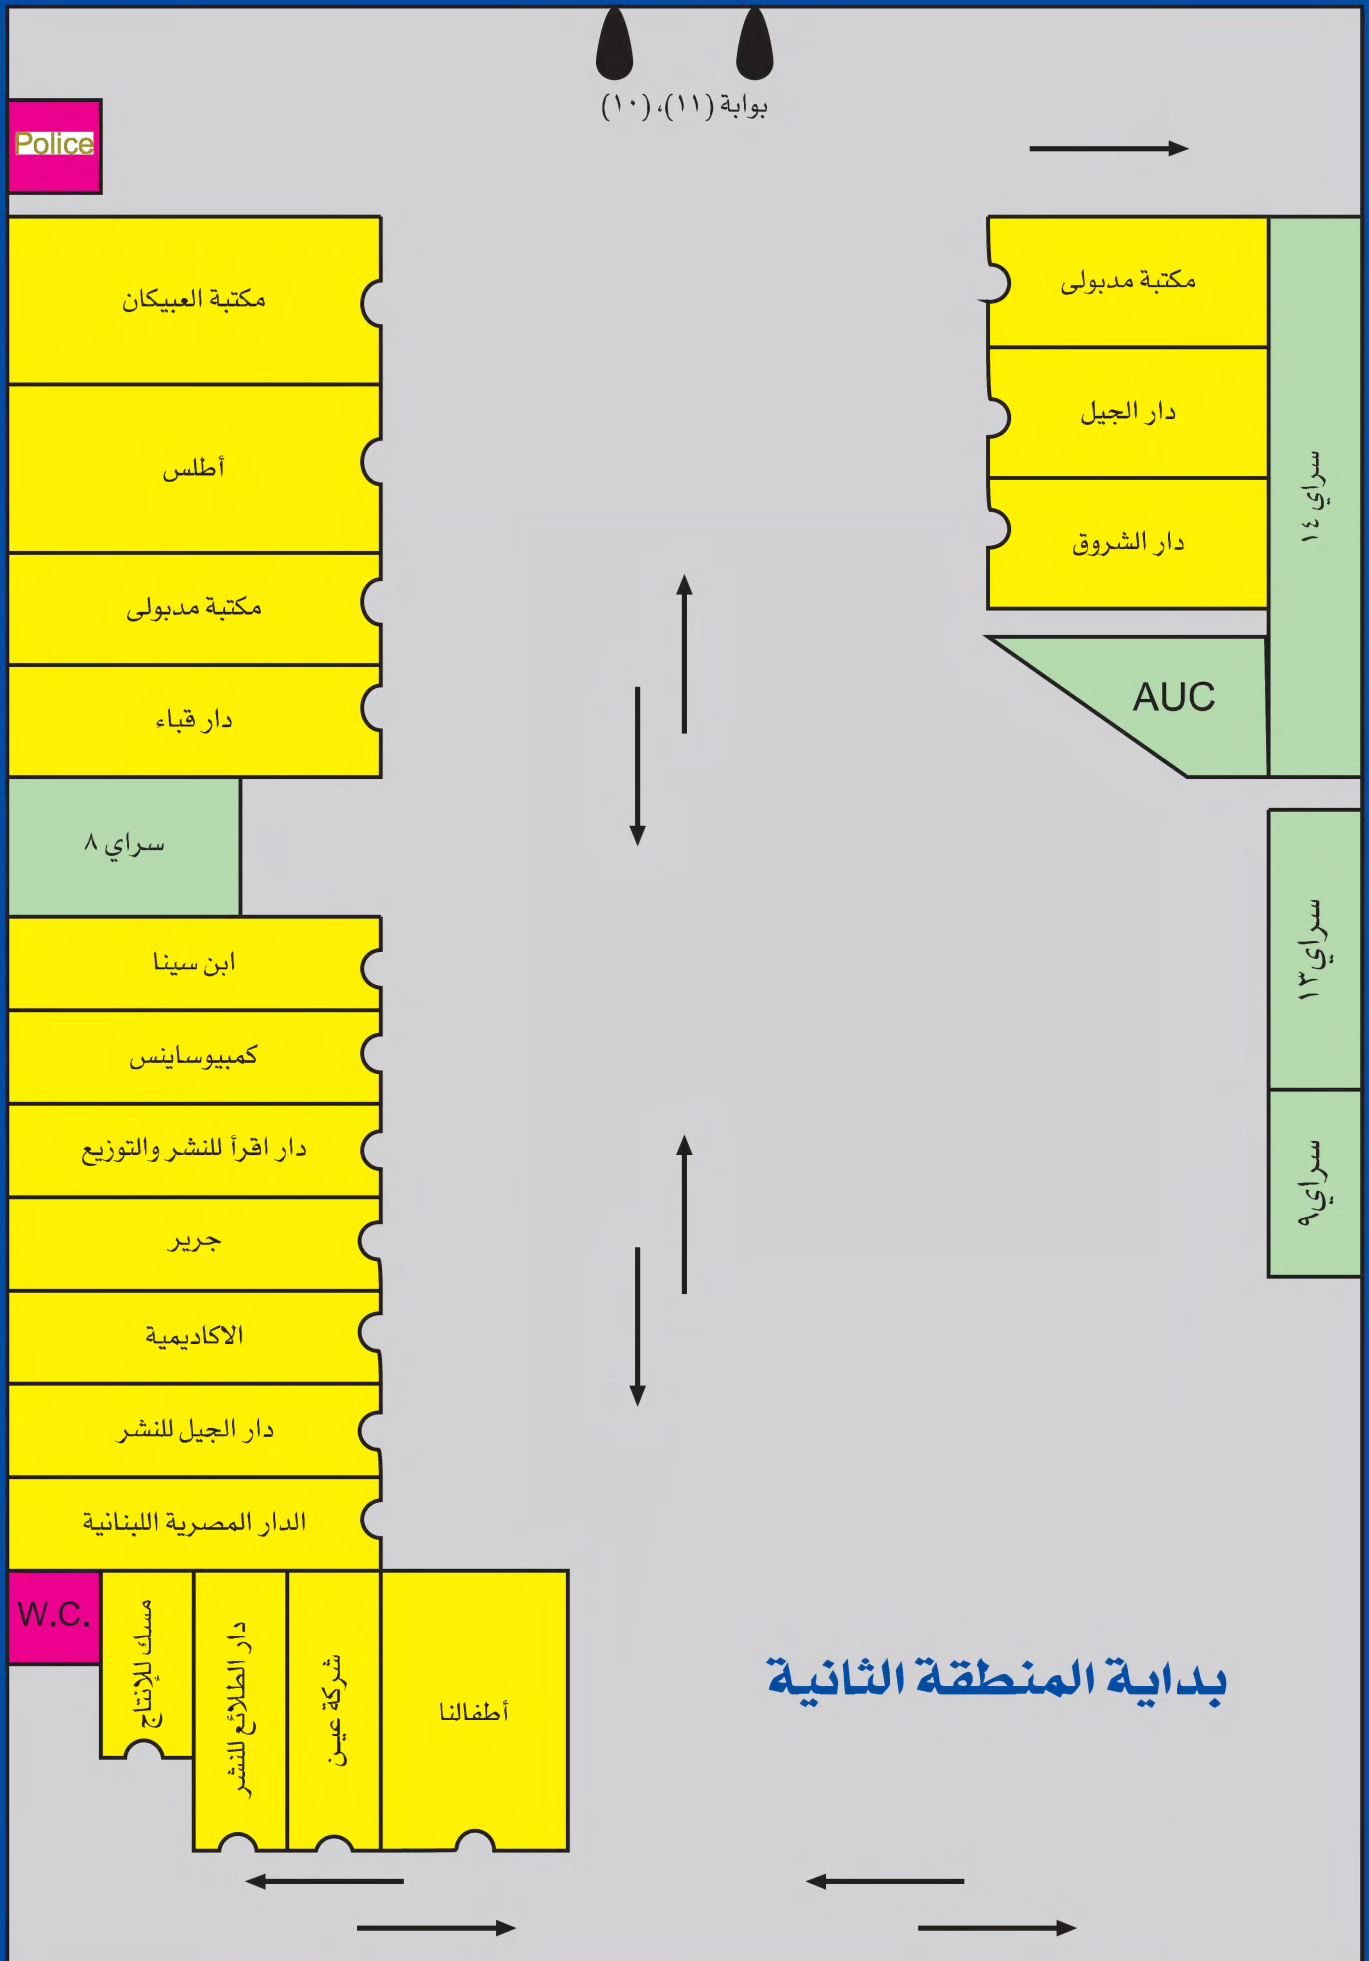 بوابة (١١)، (١٠)
Police
مكتبة العبيكان
أطلس
مكتبة مدبولى
دار قباء
سراي ٨
ابن سينا
كمبيوساينس
دار اقرأ للنشر والتوزيع
جرير
الاكاديمية
دار الجيل للنشر
الدار المصرية اللبنانية
W.C.
مسك للإنتاج
دار الطلائع للنشر
شركة عين
أطفالنا
مكتبة مدبولى
دار الجيل
دار الشروق
سراي ١٤
AUC
سراي ١٣
سراي ٩
بداية المنطقة الثانية